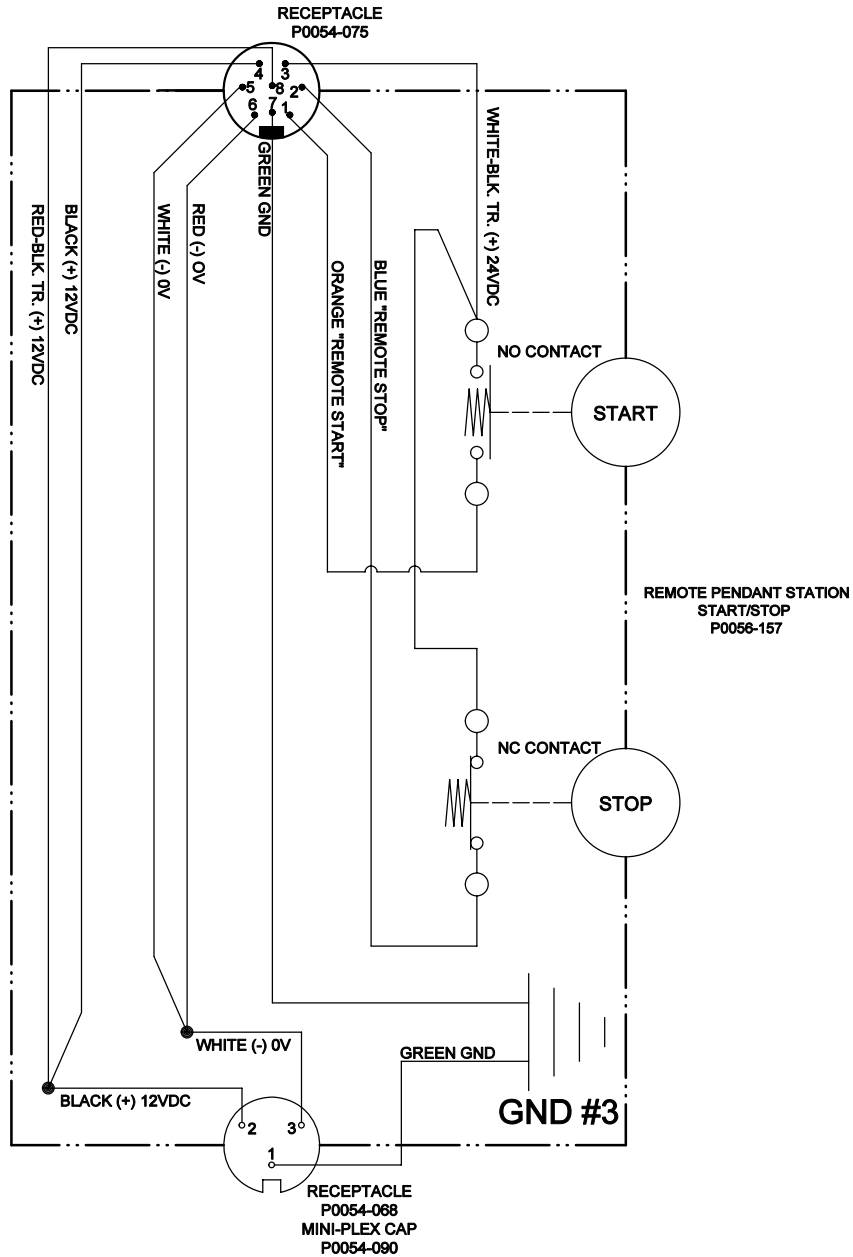 RECEPTACLE
P0054-075
4 3
5 8 2
6 7 1
GREEN GND
WHITE-BLK. TR. (+) 24VDC
RED-BLK. TR. (+) 12VDC
BLACK (+) 12VDC
WHITE (-) 0V
RED (-) OV
ORANGE "REMOTE START"
BLUE "REMOTE STOP"
NO CONTACT
START
REMOTE PENDANT STATION
START/STOP
P0056-157
NC CONTACT
STOP
WHITE (-) 0V
GREEN GND
BLACK (+) 12VDC
GND #3
2 3
1
RECEPTACLE
P0054-068
MINI-PLEX CAP
P0054-090